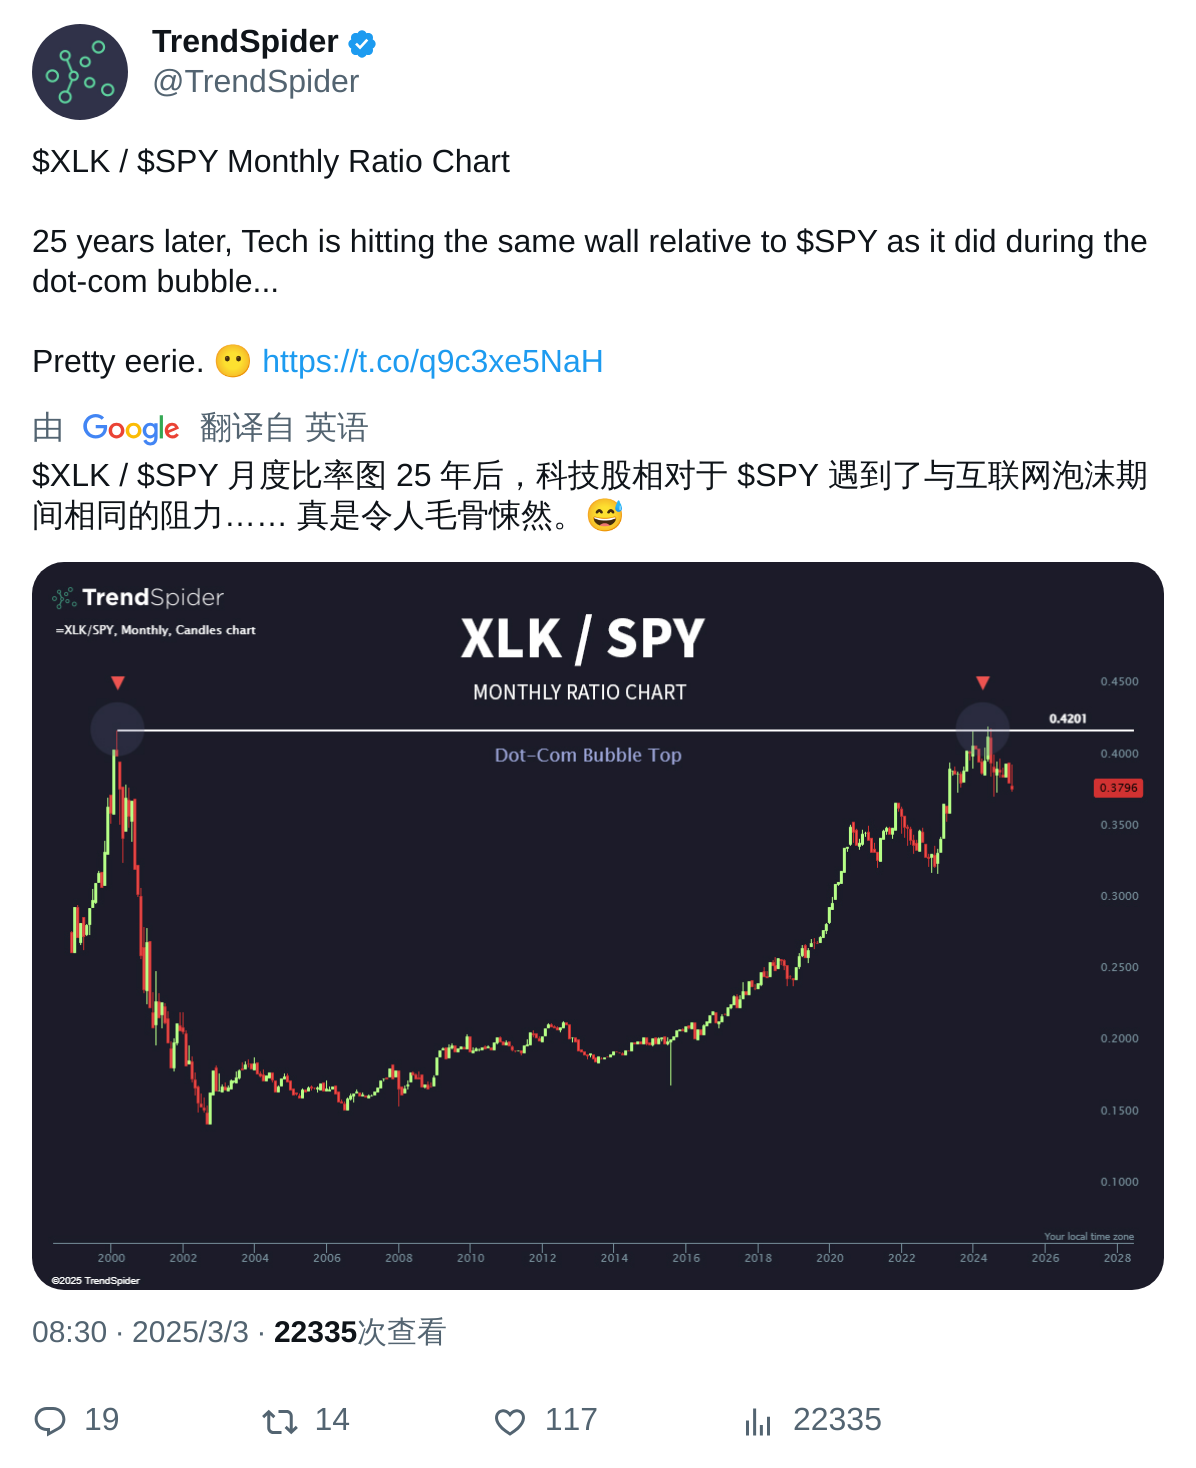 TrendSpider
@TrendSpider
$XLK / $SPY Monthly Ratio Chart
25 years later, Tech is hitting the same wall relative to $SPY as it did during the
dot-com bubble...
Pretty eerie. 😶 https://t.co/q9c3xe5NaH
由 Google 翻译自 英语
$XLK / $SPY 月度比率图 25 年后，科技股相对于 $SPY 遇到了与互联网泡沫期
间相同的阻力…… 真是令人毛骨悚然。😅
TrendSpider
=XLK/SPY, Monthly, Candles chart
XLK / SPY
MONTHLY RATIO CHART
0.4500
0.4201
Dot-Com Bubble Top
0.4000
0.3796
0.3500
0.3000
0.2500
0.2000
0.1500
0.1000
Your local time zone
2000 2002 2004 2006 2008 2010 2012 2014 2016 2018 2020 2022 2024 2026 2028
©2025 TrendSpider
08:30 · 2025/3/3 · 22335次查看
19 14 117 22335